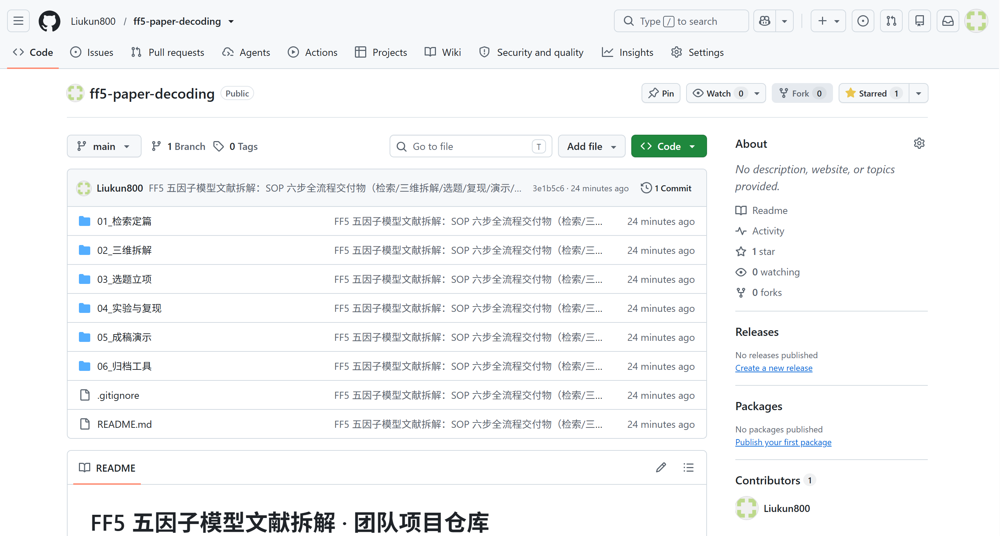 Liukun800 / ff5-paper-decoding
Type / to search
Code Issues Pull requests Agents Actions Projects Wiki Security and quality Insights Settings
ff5-paper-decoding Public
Pin Watch 0 Fork 0 Starred 1
main 1 Branch 0 Tags Go to file T Add file Code
Liukun800 FF5 五因子模型文献拆解：SOP 六步全流程交付物（检索/三维拆解/选题/复现/演示/... 3e1b5c6 · 24 minutes ago 1 Commit
01_检索定篇 FF5 五因子模型文献拆解：SOP 六步全流程交付物（检索/三... 24 minutes ago
02_三维拆解 FF5 五因子模型文献拆解：SOP 六步全流程交付物（检索/三... 24 minutes ago
03_选题立项 FF5 五因子模型文献拆解：SOP 六步全流程交付物（检索/三... 24 minutes ago
04_实验与复现 FF5 五因子模型文献拆解：SOP 六步全流程交付物（检索/三... 24 minutes ago
05_成稿演示 FF5 五因子模型文献拆解：SOP 六步全流程交付物（检索/三... 24 minutes ago
06_归档工具 FF5 五因子模型文献拆解：SOP 六步全流程交付物（检索/三... 24 minutes ago
.gitignore FF5 五因子模型文献拆解：SOP 六步全流程交付物（检索/三... 24 minutes ago
README.md FF5 五因子模型文献拆解：SOP 六步全流程交付物（检索/三... 24 minutes ago
README
FF5 五因子模型文献拆解 · 团队项目仓库
About
No description, website, or topics
provided.
Readme
Activity
1 star
0 watching
0 forks
Releases
No releases published
Create a new release
Packages
No packages published
Publish your first package
Contributors 1
Liukun800